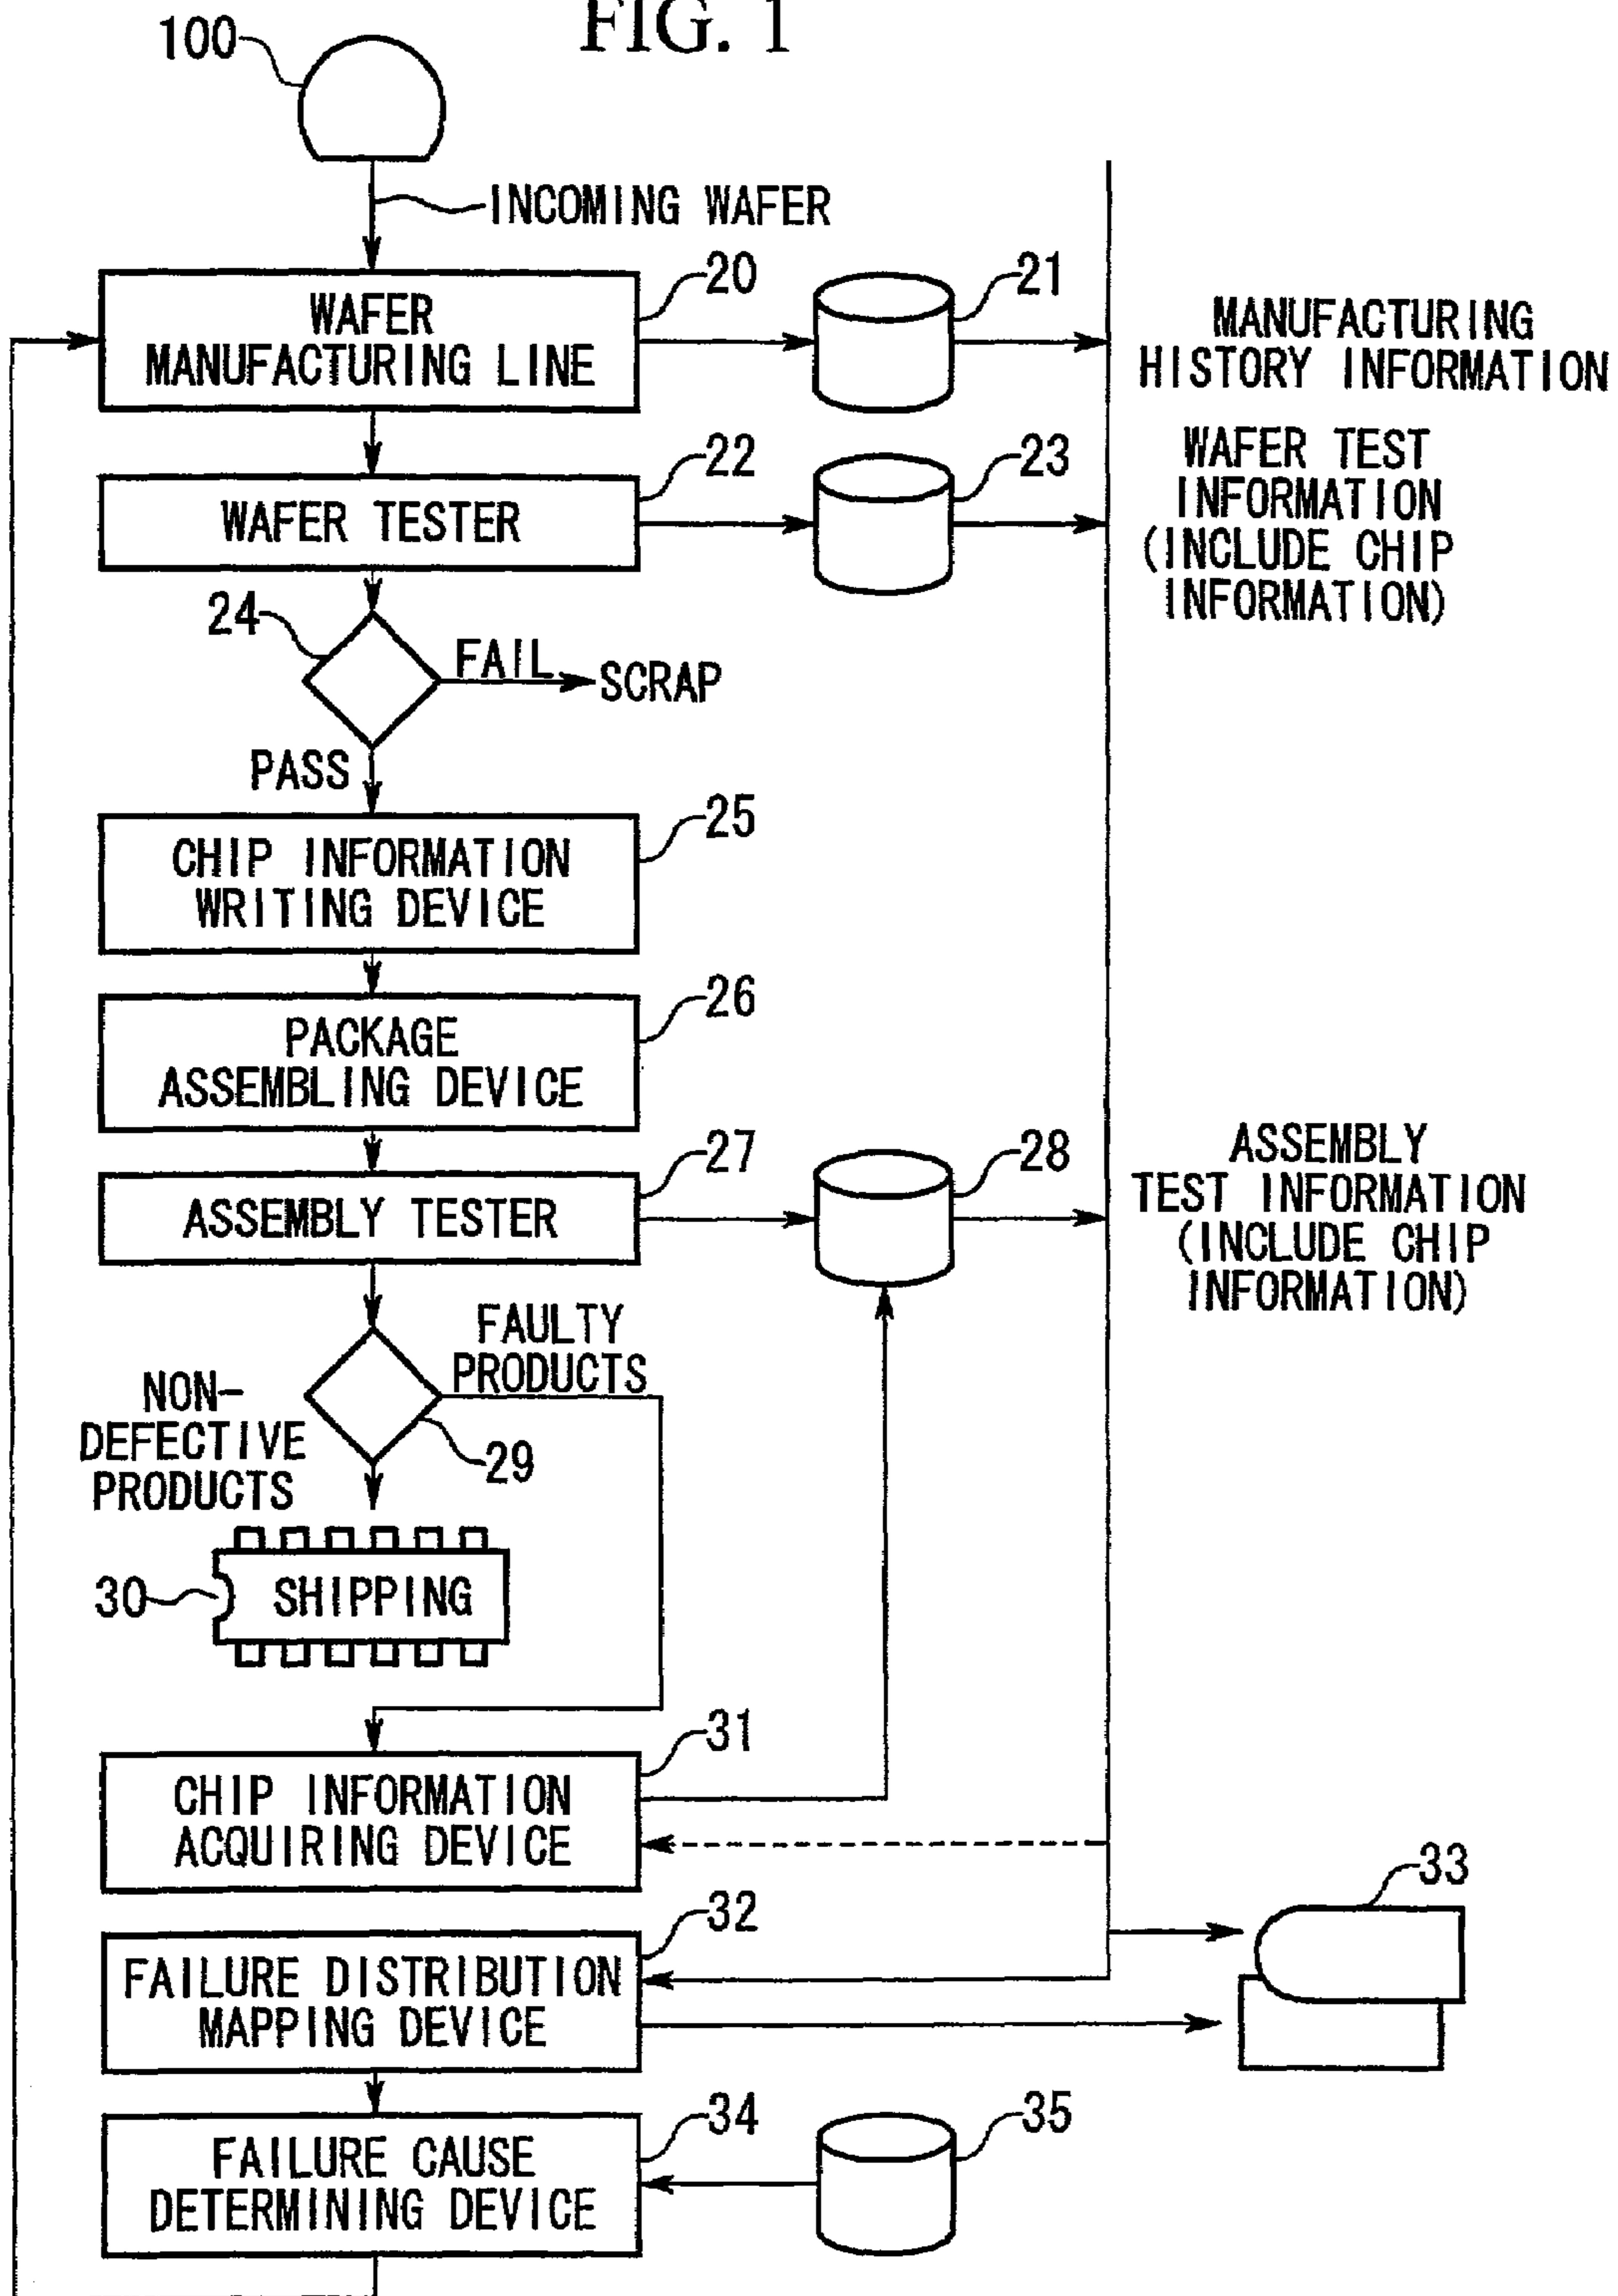 FIG. 1
100
INCOMING WAFER
20
21
WAFER
MANUFACTURING LINE
MANUFACTURING
HISTORY INFORMATION
22
23
WAFER TESTER
WAFER TEST
INFORMATION
(INCLUDE CHIP
INFORMATION)
24
FAIL
SCRAP
PASS
25
CHIP INFORMATION
WRITING DEVICE
26
PACKAGE
ASSEMBLING DEVICE
27
28
ASSEMBLY TESTER
ASSEMBLY
TEST INFORMATION
(INCLUDE CHIP
INFORMATION)
FAULTY
PRODUCTS
NON-
DEFECTIVE
PRODUCTS
29
30
SHIPPING
31
CHIP INFORMATION
ACQUIRING DEVICE
32
33
FAILURE DISTRIBUTION
MAPPING DEVICE
34
35
FAILURE CAUSE
DETERMINING DEVICE